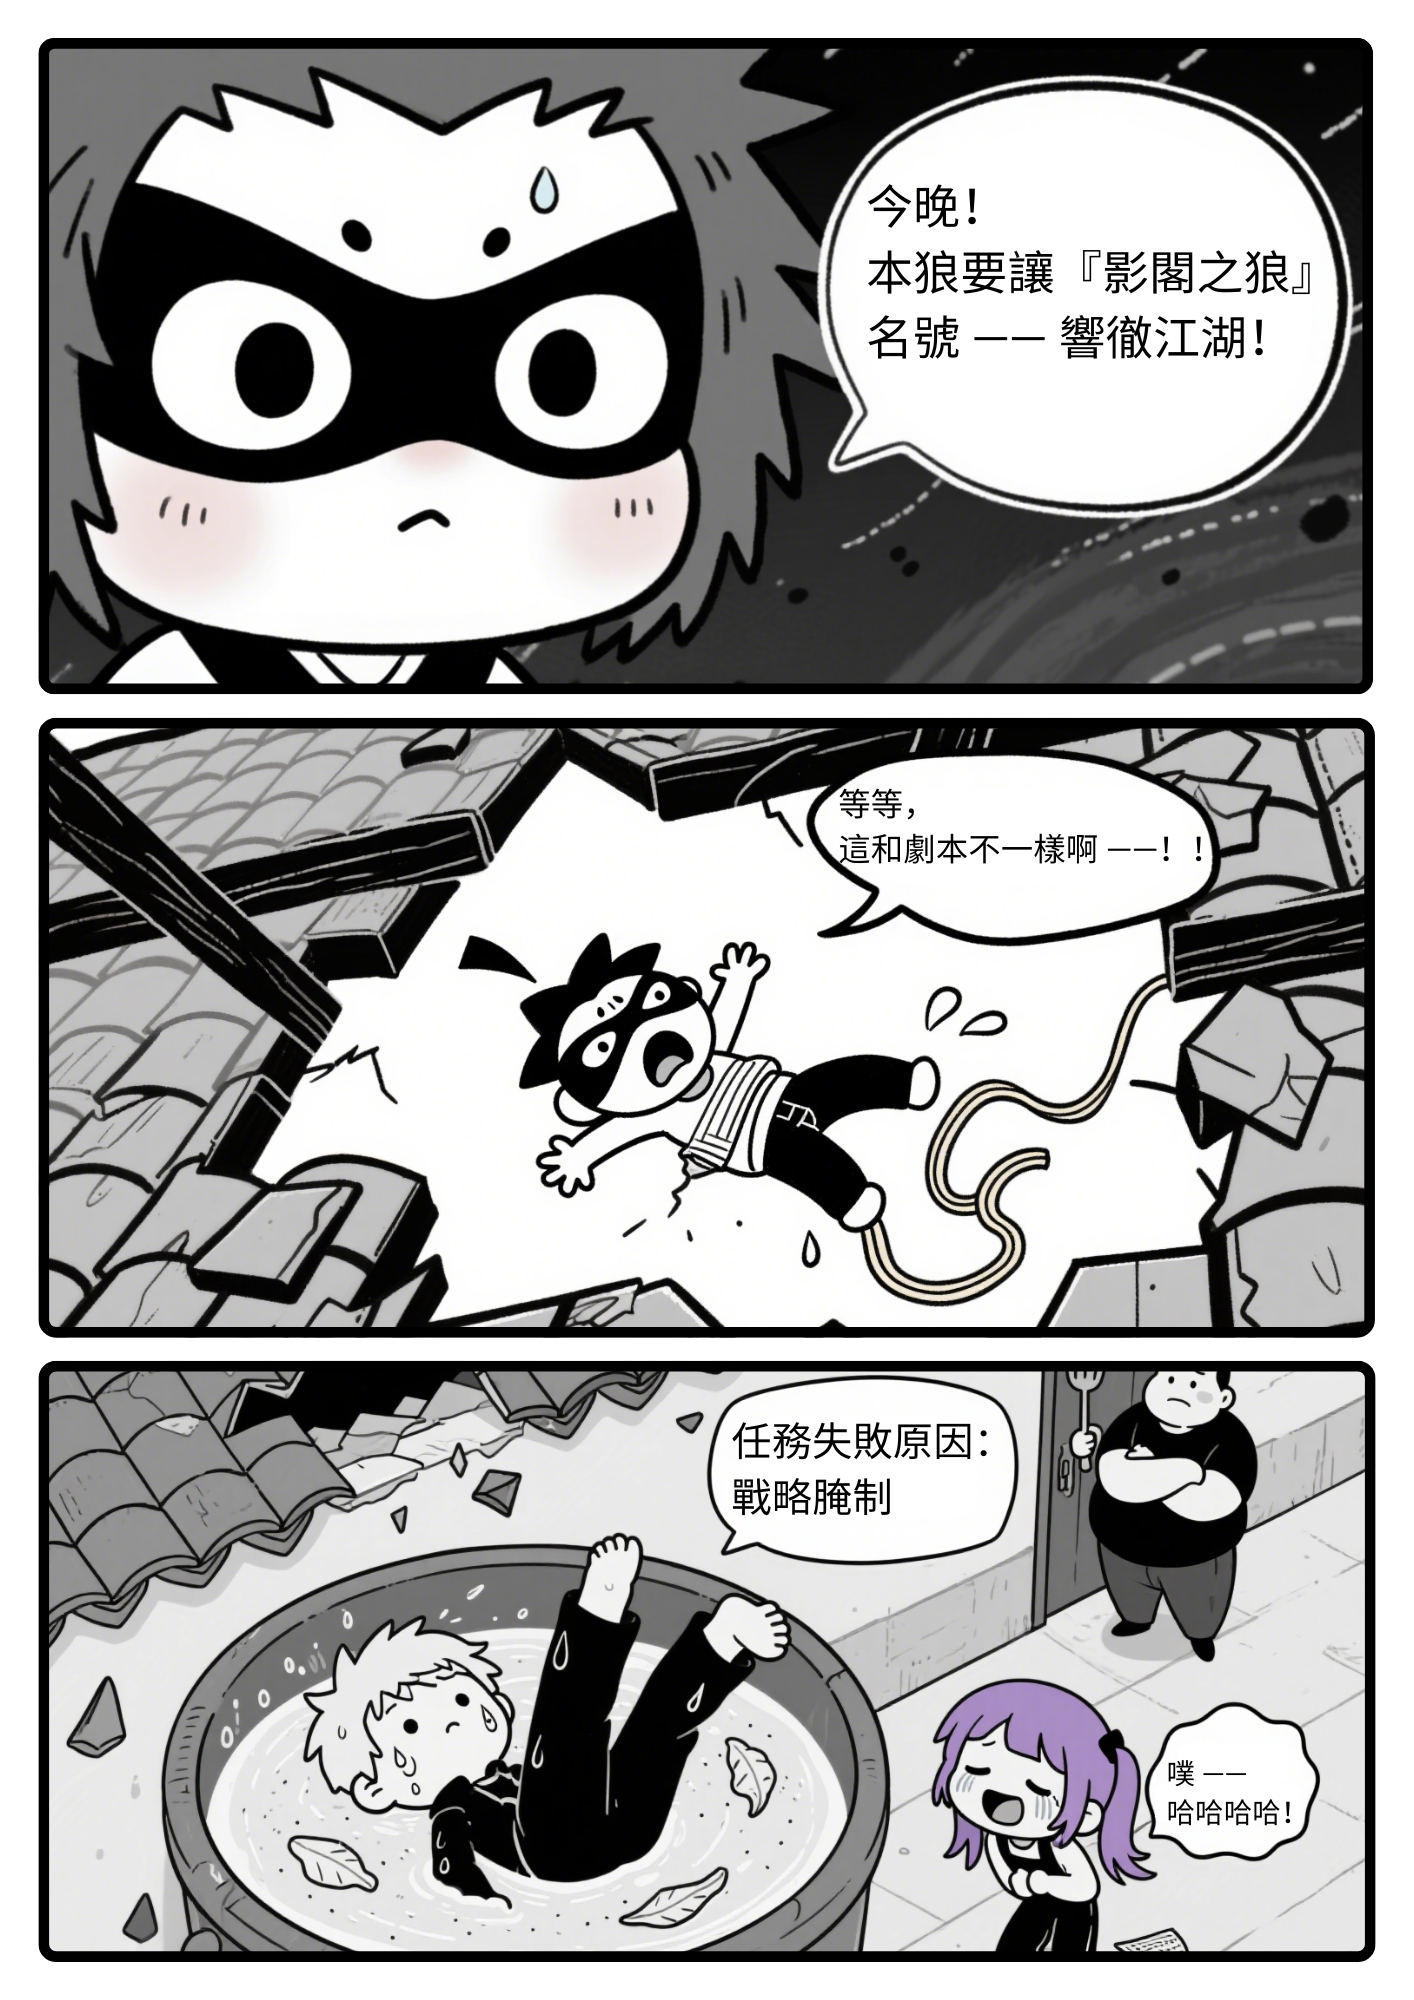 今晚！
本狼要讓『影閣之狼』
名號 —— 響徹江湖！
等等，
這和劇本不一樣啊 ——！！
任務失敗原因：
戰略腌制
噗 ——
哈哈哈哈！